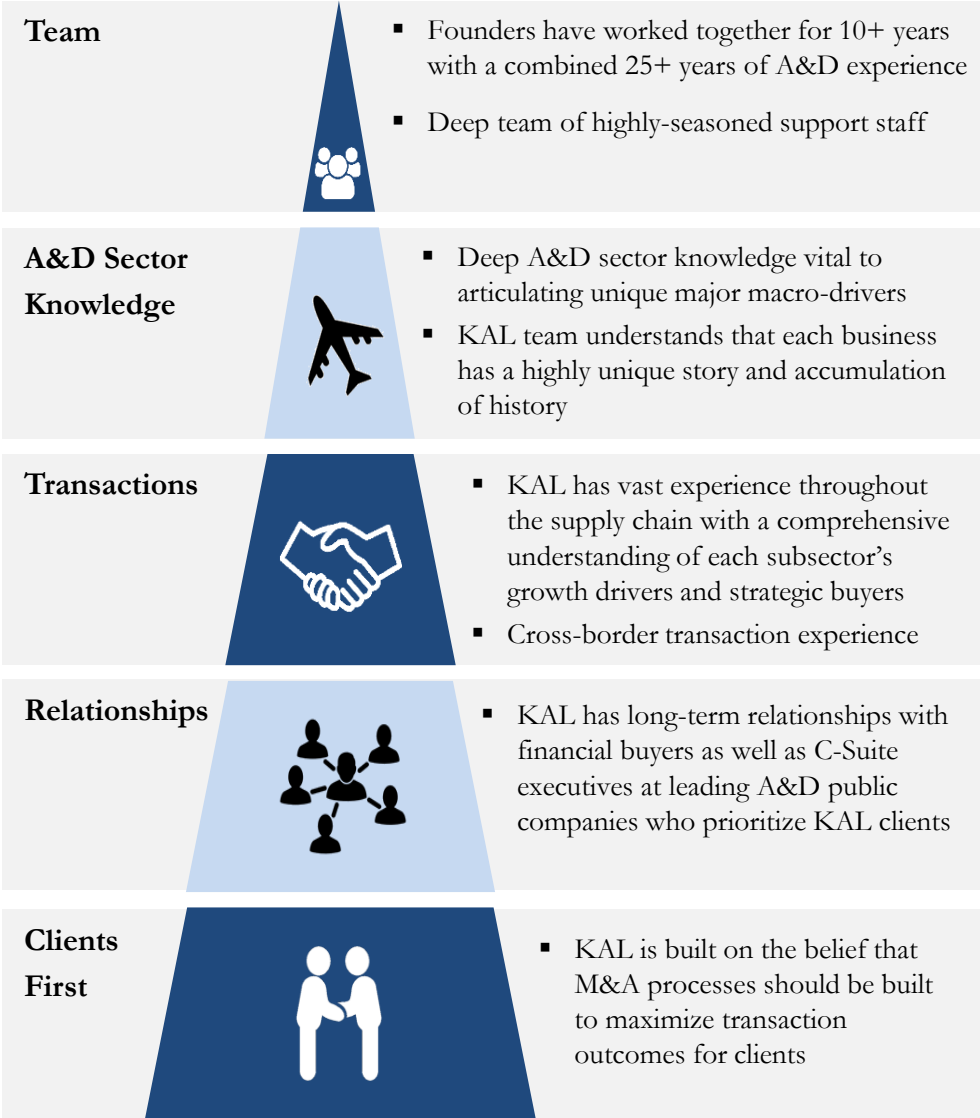 Team
▪ Founders have worked together for 10+ years
with a combined 25+ years of A&D experience
▪ Deep team of highly-seasoned support staff
A&D Sector
Knowledge
▪ Deep A&D sector knowledge vital to
articulating unique major macro-drivers
▪ KAL team understands that each business
has a highly unique story and accumulation
of history
Transactions
▪ KAL has vast experience throughout
the supply chain with a comprehensive
understanding of each subsector’s
growth drivers and strategic buyers
▪ Cross-border transaction experience
Relationships
▪ KAL has long-term relationships with
financial buyers as well as C-Suite
executives at leading A&D public
companies who prioritize KAL clients
Clients
First
▪ KAL is built on the belief that
M&A processes should be built
to maximize transaction
outcomes for clients